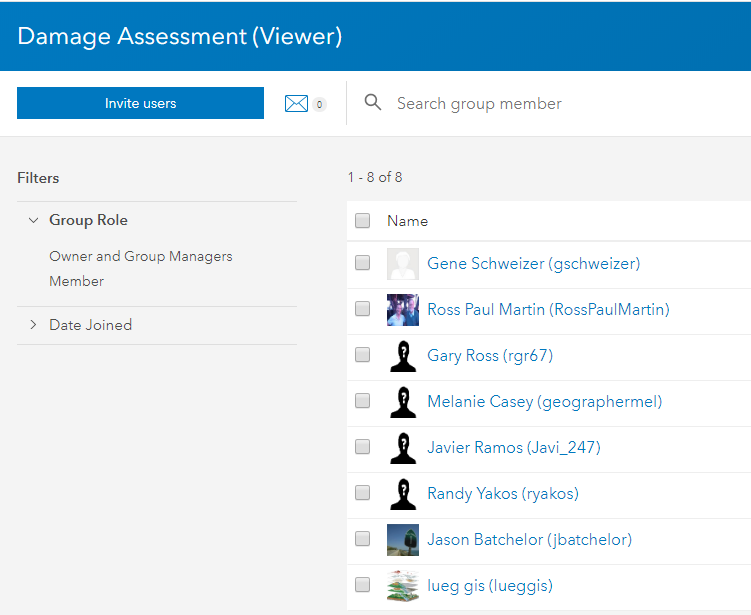 Damage Assessment (Viewer)
Invite users
0
Search group member
Filters
Group Role
Owner and Group Managers
Member
Date Joined
1 - 8 of 8
Name
Gene Schweizer (gschweizer)
Ross Paul Martin (RossPaulMartin)
Gary Ross (rgr67)
Melanie Casey (geographermel)
Javier Ramos (Javi_247)
Randy Yakos (ryakos)
Jason Batchelor (jbatchelor)
lueg gis (lueggis)